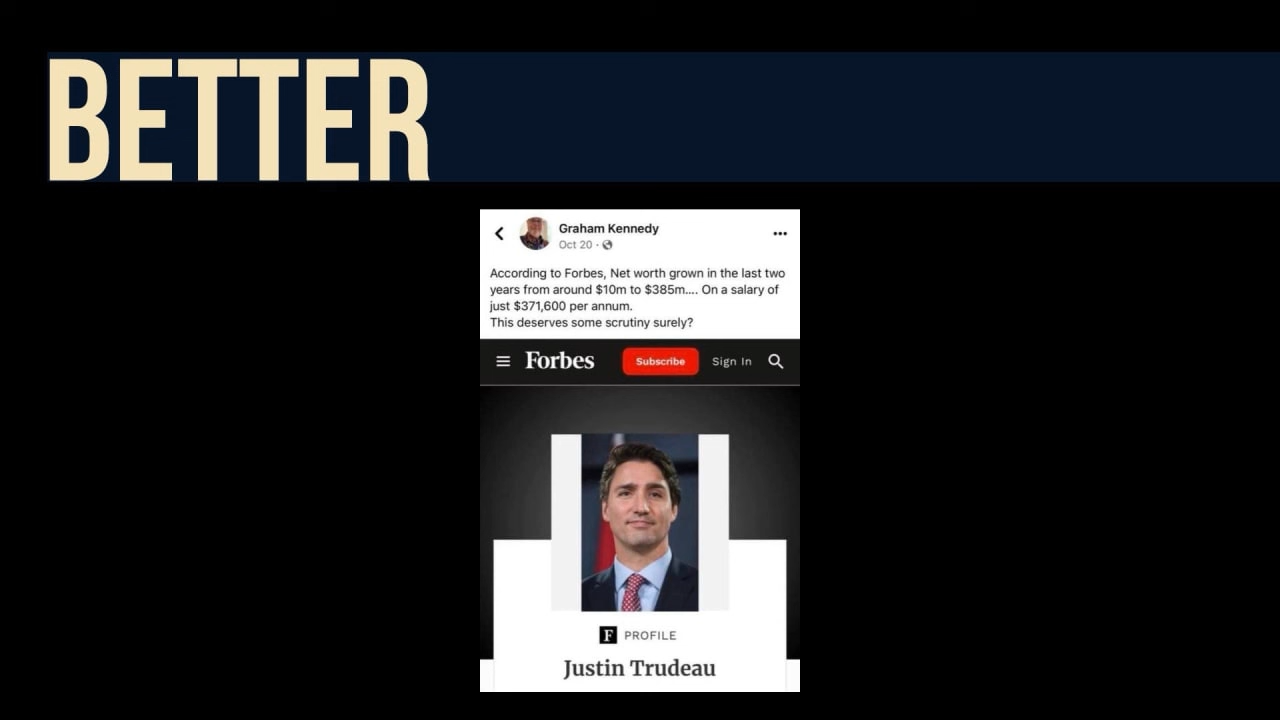 BETTER
Graham Kennedy
Oct 20 ·
According to Forbes, Net worth grown in the last two
years from around $10m to $385m.... On a salary of
just $371,600 per annum.
This deserves some scrutiny surely?
Forbes Subscribe Sign In
F PROFILE
Justin Trudeau